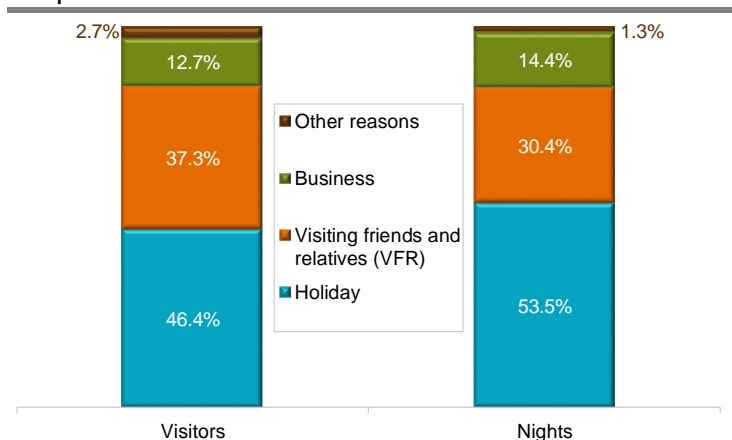 2.7%
1.3%
12.7%
14.4%
Other reasons
37.3%
Business
30.4%
Visiting friends and
relatives (VFR)
Holiday
46.4%
53.5%
Visitors
Nights